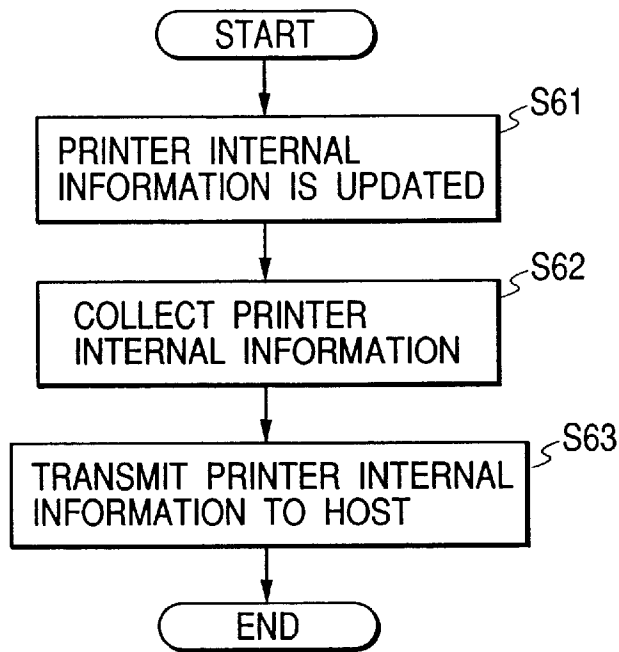 START
S61
PRINTER INTERNAL
INFORMATION IS UPDATED
S62
COLLECT PRINTER
INTERNAL INFORMATION
S63
TRANSMIT PRINTER INTERNAL
INFORMATION TO HOST
END